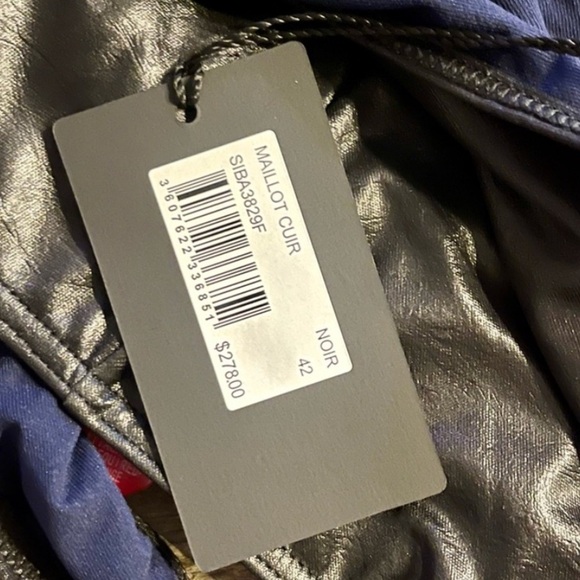 MAILLOT CUIR
SIBA3829F
3 607622 336851
NOIR
42
$278.00